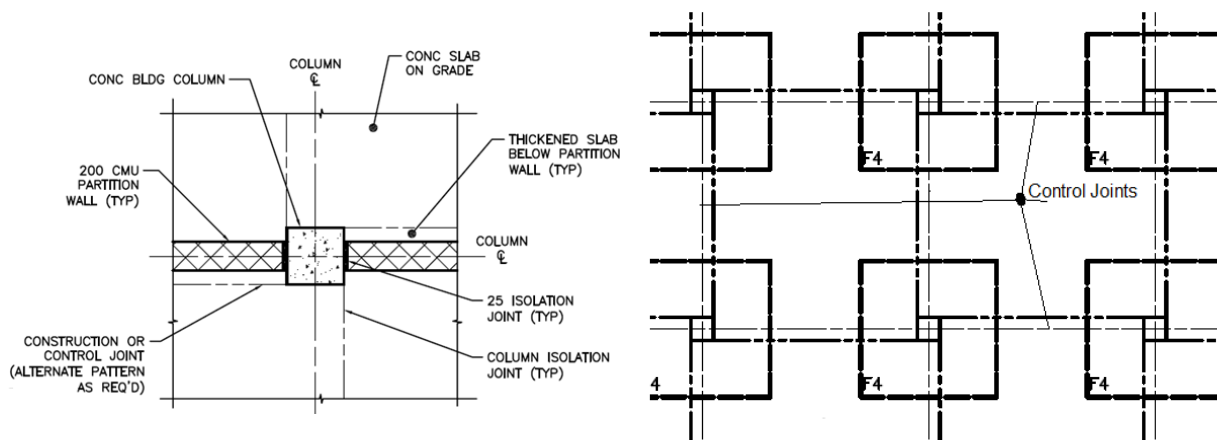 CONC SLAB
ON GRADE
COLUMN
℄
CONC BLDG COLUMN
THICKENED SLAB
BELOW PARTITION
WALL (TYP)
200 CMU
PARTITION
WALL (TYP)
COLUMN
℄
25 ISOLATION
JOINT (TYP)
CONSTRUCTION OR
CONTROL JOINT
(ALTERNATE PATTERN
AS REQ'D)
COLUMN ISOLATION
JOINT (TYP)
F4
F4
Control Joints
4
F4
F4